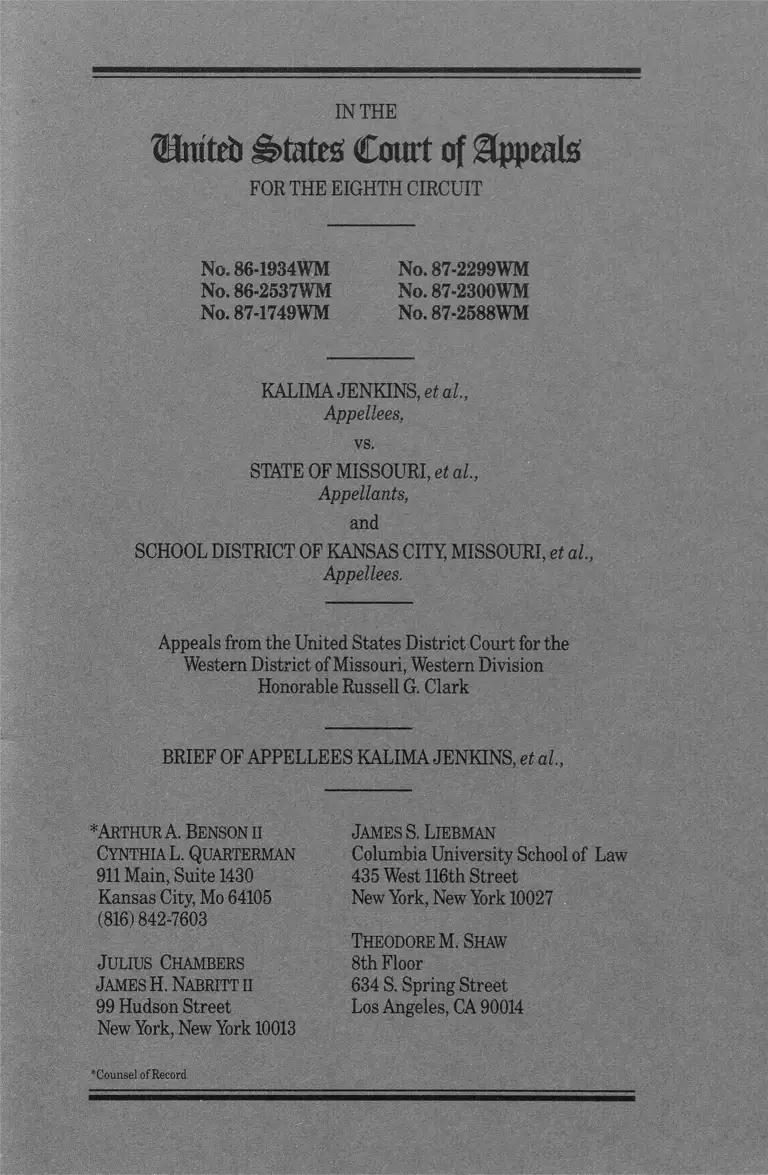 IN THE
United States Court of Appeals
FOR THE EIGHTH CIRCUIT
No. 86-1934WM
No. 86-2537WM
No. 87-1749WM
No. 87-2299WM
No. 87-2300WM
No. 87-2588WM
KALIMA JENKINS, et al.,
Appellees,
vs.
STATE OF MISSOURI, et al.,
Appellants,
and
SCHOOL DISTRICT OF KANSAS CITY, MISSOURI, et al.,
Appellees.
Appeals from the United States District Court for the
Western District of Missouri, Western Division
Honorable Russell G. Clark
BRIEF OF APPELLEES KALIMA JENKINS, et al.,
*ARTHUR A. BENSON II
CYNTHIA L. QUARTERMAN
911 Main, Suite 1430
Kansas City, Mo 64105
(816) 842-7603
JULIUS CHAMBERS
JAMES H. NABRITT II
99 Hudson Street
New York, New York 10013
JAMES S. LIEBMAN
Columbia University School of Law
435 West 116th Street
New York, New York 10027
THEODORE M. SHAW
8th Floor
634 S. Spring Street
Los Angeles, CA 90014
*Counsel of Record